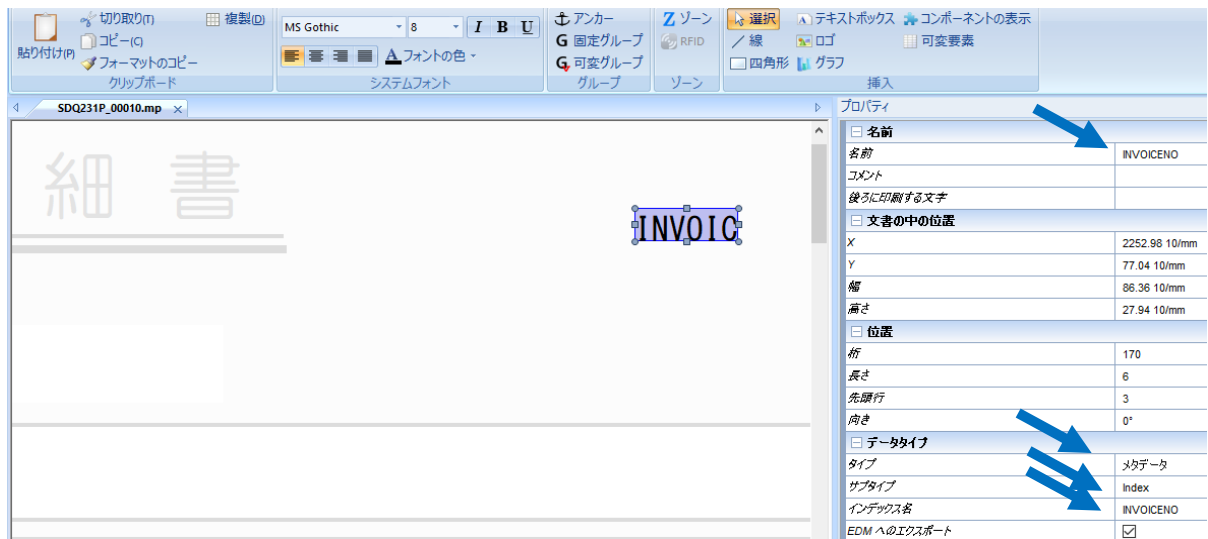 切り取り(T) 複製(D)
コピー(C)
貼り付け(P) フォーマットのコピー
クリップボード
MS Gothic 8 I B U
A フォントの色
システムフォント
アンカー
G 固定グループ
G 可変グループ
グループ
Z ゾーン
RFID
ゾーン
選択 A テキストボックス コンポーネントの表示
線 ロゴ 可変要素
四角形 グラフ
挿入
SDQ231P_00010.mp ×
細書
INVOIC
プロパティ
名前
名前 INVOICENO
コメント
後ろに印刷する文字
文書の中の位置
X 2252.98 10/mm
Y 77.04 10/mm
幅 86.36 10/mm
高さ 27.94 10/mm
位置
桁 170
長さ 6
先頭行 3
向き 0°
データタイプ
タイプ メタデータ
サブタイプ Index
インデックス名 INVOICENO
EDM へのエクスポート